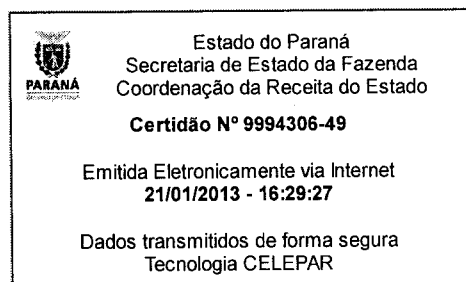 Estado do Paraná
Secretaria de Estado da Fazenda
PARANÁ
Coordenação da Receita do Estado
Certidão Nº 9994306-49
Emitida Eletronicamente via Internet
21/01/2013 - 16:29:27
Dados transmitidos de forma segura
Tecnologia CELEPAR